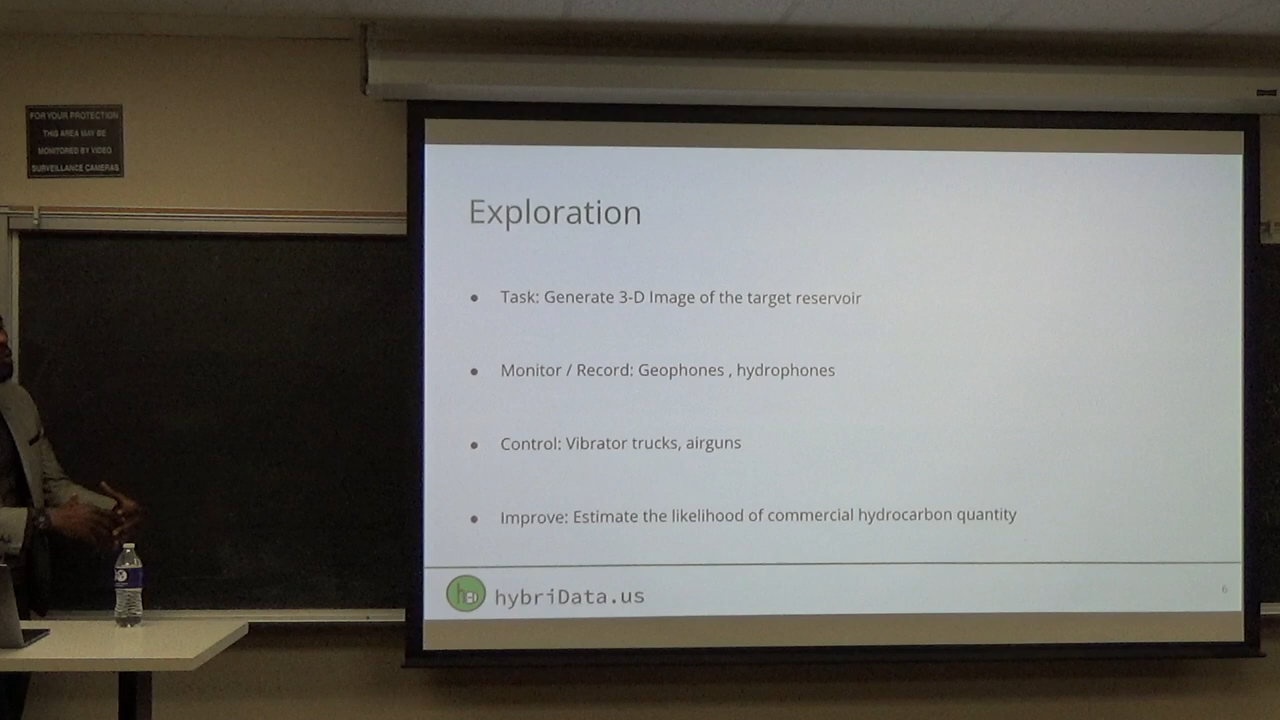 FOR YOUR PROTECTION
THIS AREA MAY BE
MONITORED BY VIDEO
SURVEILLANCE CAMERAS
Exploration
• Task: Generate 3-D Image of the target reservoir
• Monitor / Record: Geophones , hydrophones
• Control: Vibrator trucks, airguns
• Improve: Estimate the likelihood of commercial hydrocarbon quantity
hybriData.us
6